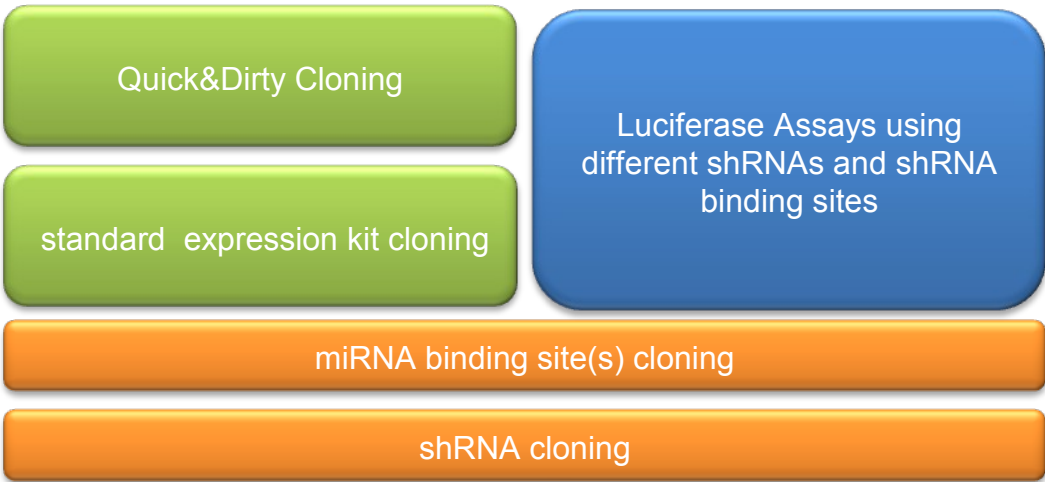 Quick&Dirty Cloning
Luciferase Assays using
different shRNAs and shRNA
binding sites
standard expression kit cloning
miRNA binding site(s) cloning
shRNA cloning